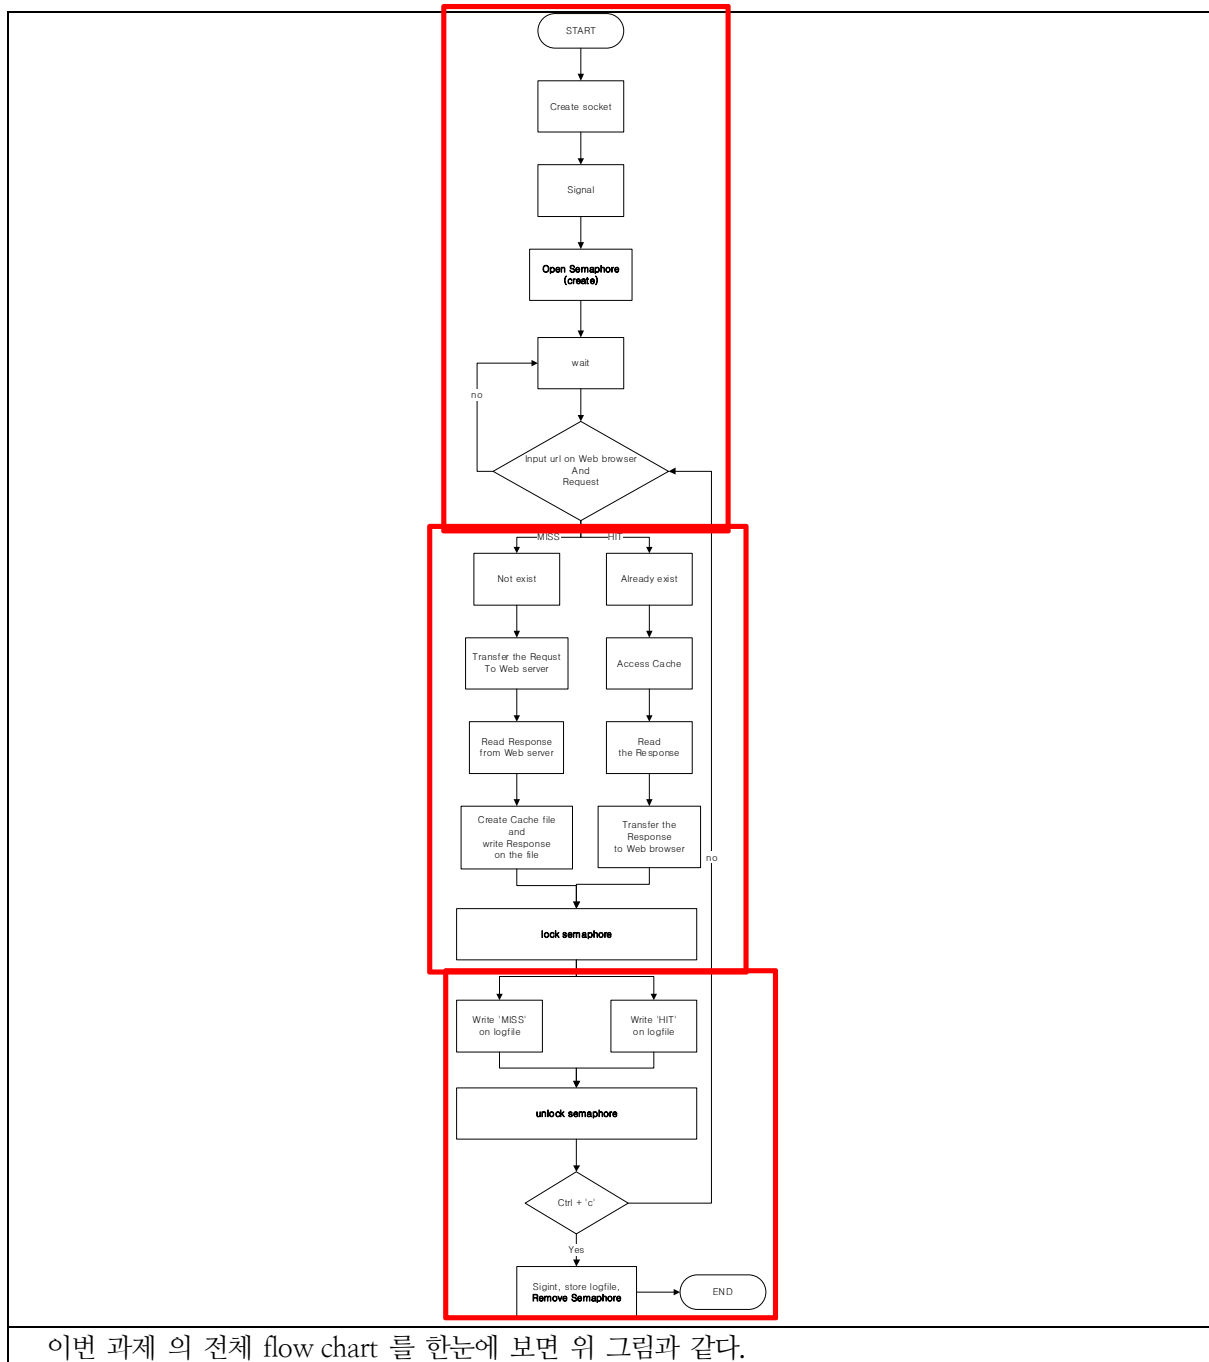 START
Create socket
Signal
Open Semaphore
(create)
wait
no
Input url on Web browser
And
Request
MISS
HIT
Not exist
Already exist
Transfer the Requst
To Web server
Access Cache
Read Response
from Web server
Read
the Response
Create Cache file
and
write Response
on the file
Transfer the
Response
to Web browser
no
lock semaphore
Write 'MISS'
on logfile
Write 'HIT'
on logfile
unlock semaphore
Ctrl + 'c'
Yes
Sigint, store logfile,
Remove Semaphore
END
이번 과제 의 전체 flow chart 를 한눈에 보면 위 그림과 같다.